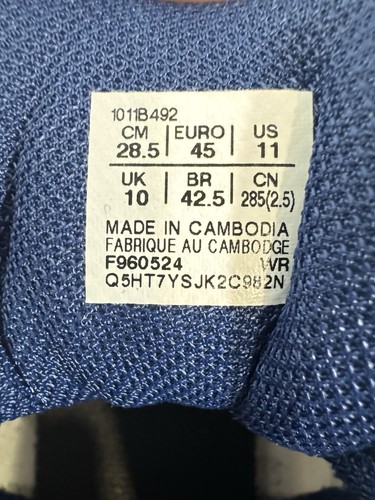 1011B492
CM | EURO | US
28.5 | 45 | 11
UK | BR | CN
10 | 42.5 | 285(2.5)
MADE IN CAMBODIA
FABRIQUE AU CAMBODGE
F960524 WR
Q5HT7YSJK2C982N